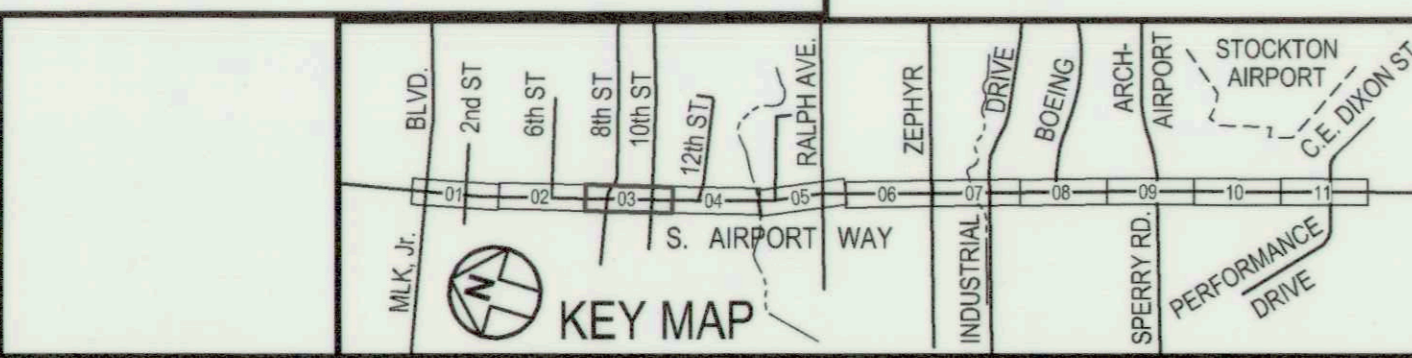 MLK, Jr. BLVD.
2nd ST
6th ST
8th ST
10th ST
12th ST
RALPH AVE.
ZEPHYR
INDUSTRIAL DRIVE
BOEING
ARCH-
AIRPORT
SPERRY RD.
STOCKTON
AIRPORT
C.E. DIXON ST
PERFORMANCE
DRIVE
01
02
03
04
05
06
07
08
09
10
11
S. AIRPORT WAY
N
KEY MAP